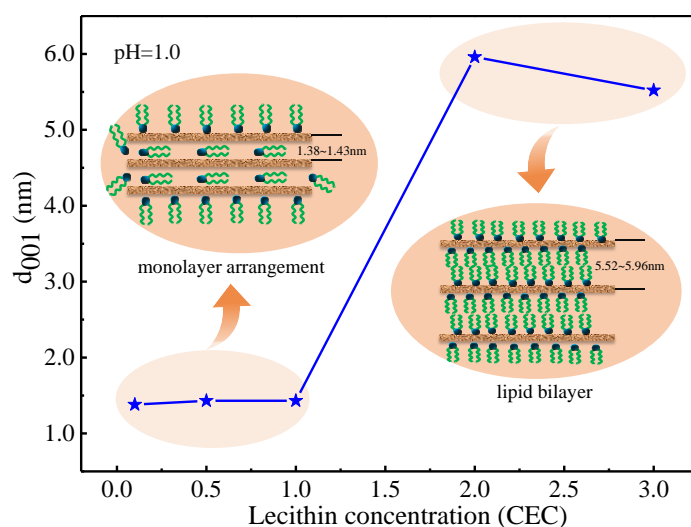 pH=1.0
6.0
5.0
4.0
3.0
2.0
1.0
d001 (nm)
1.38~1.43nm
monolayer arrangement
5.52~5.96nm
lipid bilayer
0.0 0.5 1.0 1.5 2.0 2.5 3.0
Lecithin concentration (CEC)